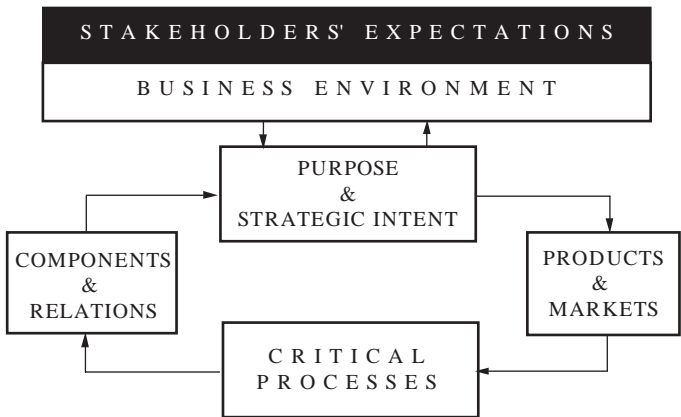 STAKEHOLDERS' EXPECTATIONS
BUSINESS ENVIRONMENT
PURPOSE
&
STRATEGIC INTENT
COMPONENTS
&
RELATIONS
PRODUCTS
&
MARKETS
CRITICAL
PROCESSES